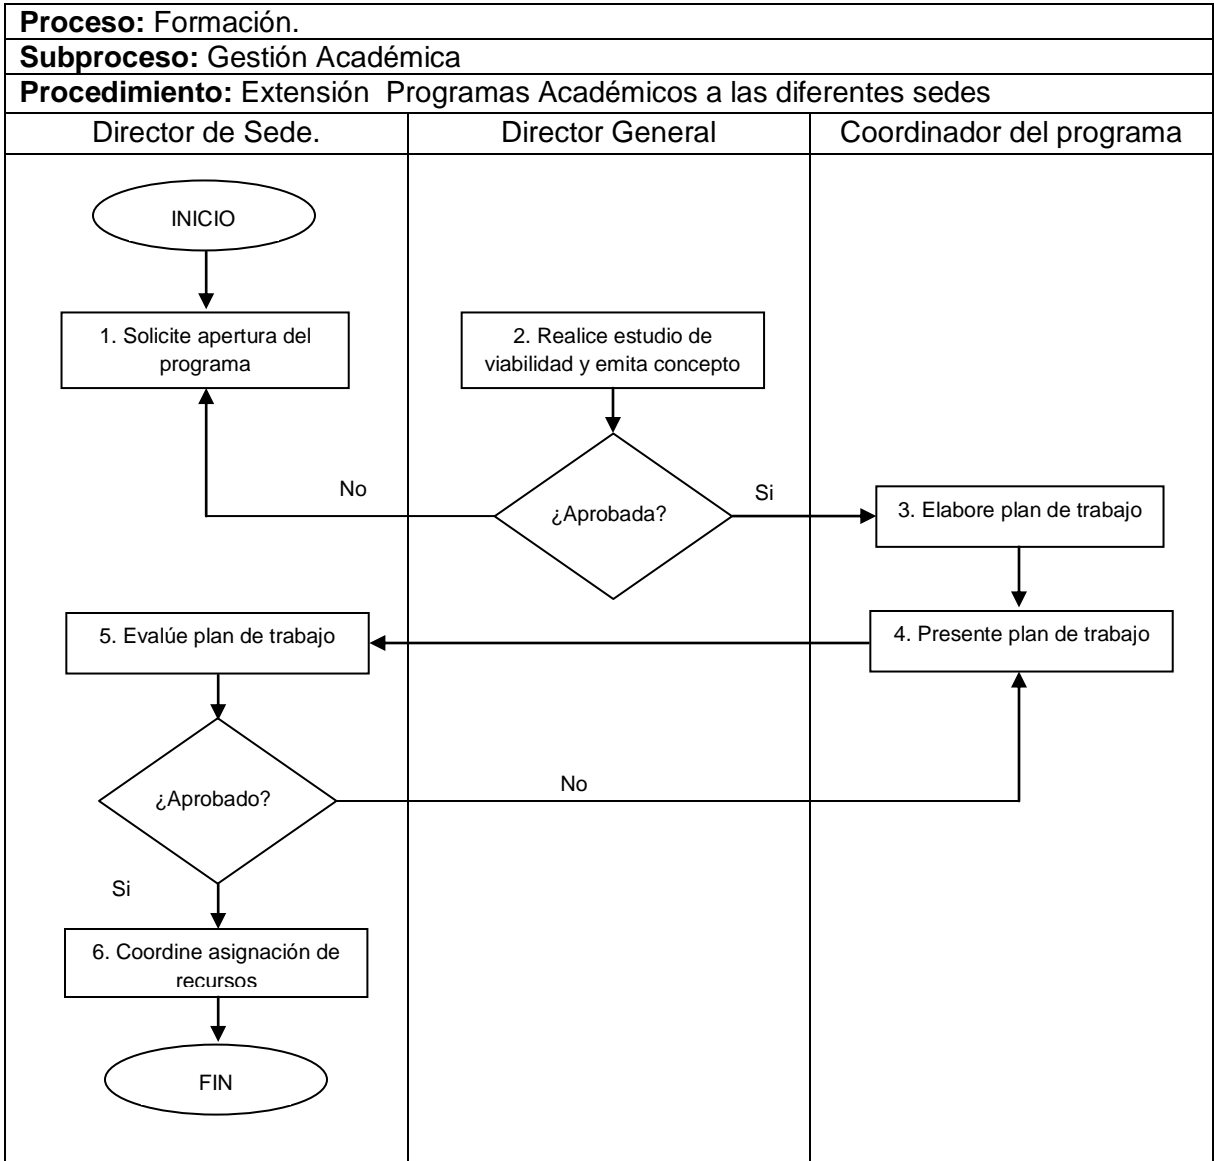 Proceso: Formación.
Subproceso: Gestión Académica
Procedimiento: Extensión  Programas Académicos a las diferentes sedes
Director de Sede.
Director General
Coordinador del programa
INICIO
1. Solicite apertura del
programa
2. Realice estudio de
viabilidad y emita concepto
No
¿Aprobada?
Si
3. Elabore plan de trabajo
4. Presente plan de trabajo
5. Evalúe plan de trabajo
¿Aprobado?
No
Si
6. Coordine asignación de
recursos
FIN